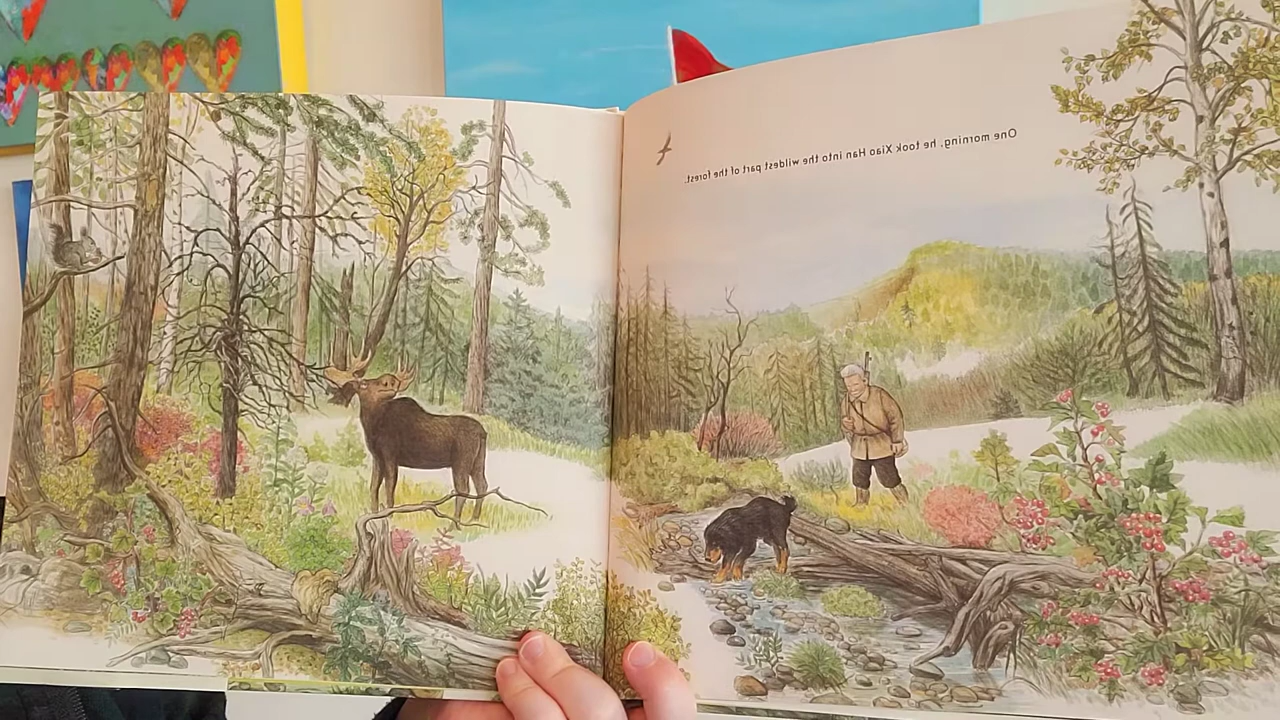 One morning, he took Xiao Han into the wildest part of the forest.